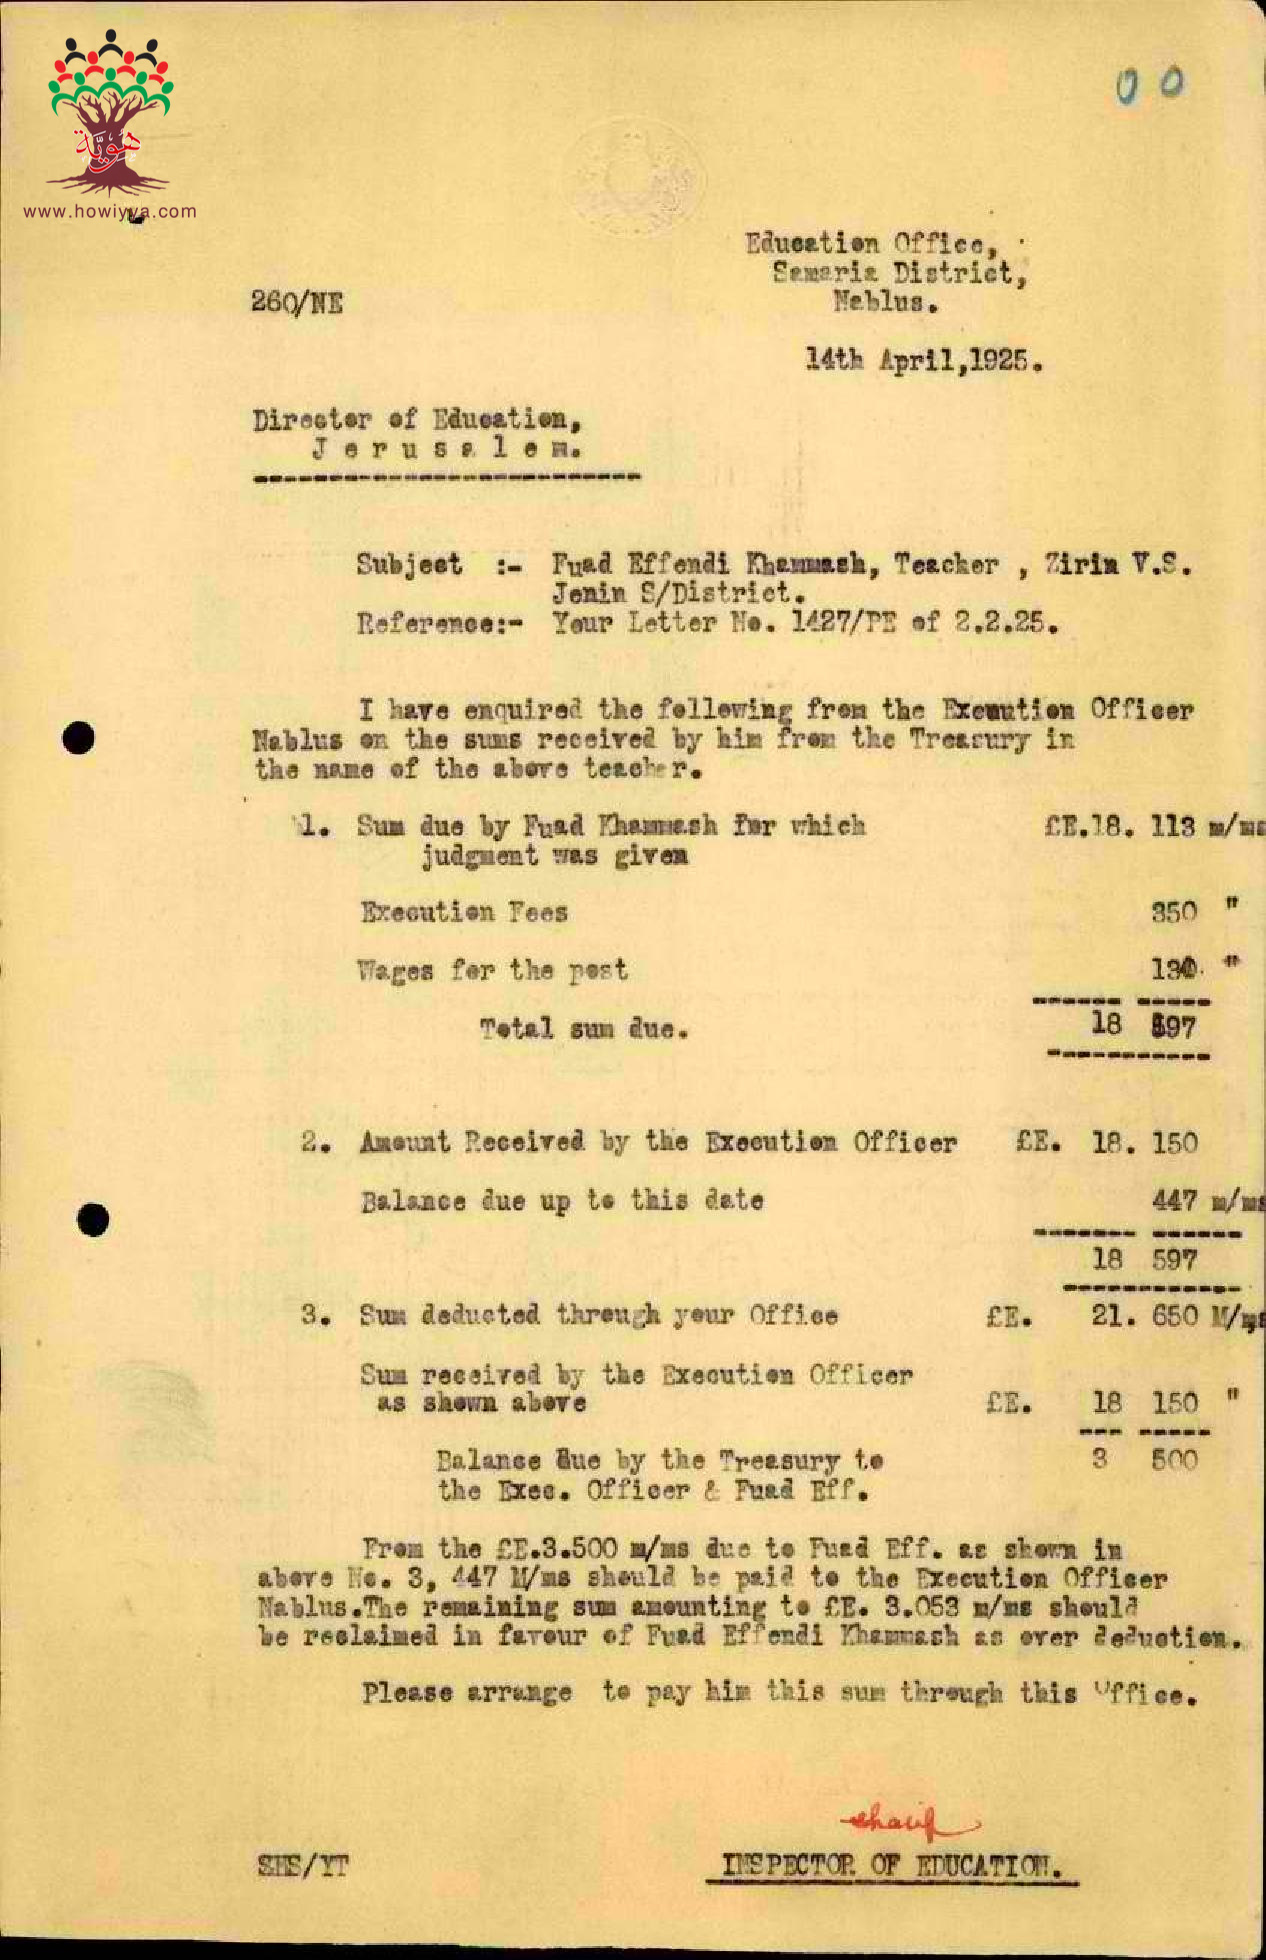 هوية
www.howiyya.com
00
Education Office,
Samaria District,
Nablus.
260/NE
14th April,1925.
Director of Education,
J e r u s a l e m.
Subject :- Fuad Effendi Khammash, Teacher , Zirin V.S.
Jenin S/District.
Reference:- Your Letter No. 1427/PE of 2.2.25.
I have enquired the following from the Execution Officer
Nablus on the sums received by him from the Treasury in
the name of the above teacher.
1. Sum due by Fuad Khammash for which £E.18. 113 m/ms
judgment was given
Execution Fees 350 "
Wages for the post "
Total sum due. 18 597
2. Amount Received by the Execution Officer £E. 18. 150
Balance due up to this date 447 m/ms
18 597
3. Sum deducted through your Office £E. 21. 650 M/ms
Sum received by the Execution Officer
as shown above £E. 18 150 "
Balance due by the Treasury to 3 500
the Exec. Officer & Fuad Eff.
From the £E.3.500 m/ms due to Fuad Eff. as shown in
above No. 3, 447 M/ms should be paid to the Execution Officer
Nablus.The remaining sum amounting to £E. 3.053 m/ms should
be reclaimed in favour of Fuad Effendi Khammash as over deduction.
Please arrange to pay him this sum through this Office.
SHS/YT
INSPECTOR OF EDUCATION.